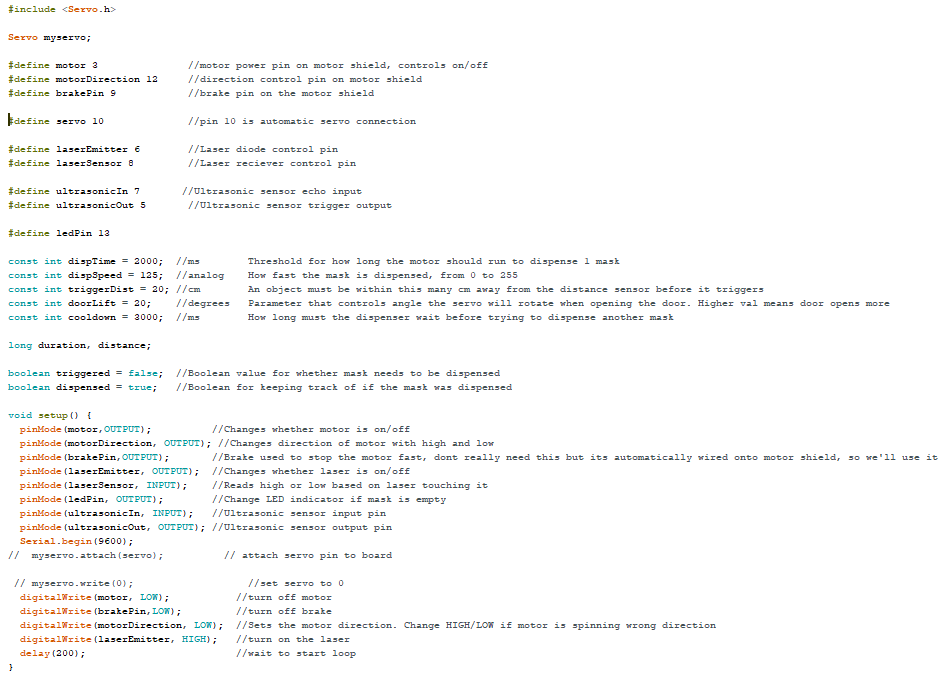 #include <Servo.h>
Servo myservo;
#define motor 3 //motor power pin on motor shield, controls on/off
#define motorDirection 12 //direction control pin on motor shield
#define brakePin 9 //brake pin on the motor shield
#define servo 10 //pin 10 is automatic servo connection
#define laserEmitter 6 //Laser diode control pin
#define laserSensor 8 //Laser reciever control pin
#define ultrasonicIn 7 //Ultrasonic sensor echo input
#define ultrasonicOut 5 //Ultrasonic sensor trigger output
#define ledPin 13
const int dispTime = 2000; //ms Threshold for how long the motor should run to dispense 1 mask
const int dispSpeed = 125; //analog How fast the mask is dispensed, from 0 to 255
const int triggerDist = 20; //cm An object must be within this many cm away from the distance sensor before it triggers
const int doorLift = 20; //degrees Parameter that controls angle the servo will rotate when opening the door. Higher val means door opens more
const int cooldown = 3000; //ms How long must the dispenser wait before trying to dispense another mask
long duration, distance;
boolean triggered = false; //Boolean value for whether mask needs to be dispensed
boolean dispensed = true; //Boolean for keeping track of if the mask was dispensed
void setup() {
pinMode(motor,OUTPUT); //Changes whether motor is on/off
pinMode(motorDirection, OUTPUT); //Changes direction of motor with high and low
pinMode(brakePin,OUTPUT); //Brake used to stop the motor fast, dont really need this but its automatically wired onto motor shield, so we'll use it
pinMode(laserEmitter, OUTPUT); //Changes whether laser is on/off
pinMode(laserSensor, INPUT); //Reads high or low based on laser touching it
pinMode(ledPin, OUTPUT); //Change LED indicator if mask is empty
pinMode(ultrasonicIn, INPUT); //Ultrasonic sensor input pin
pinMode(ultrasonicOut, OUTPUT); //Ultrasonic sensor output pin
Serial.begin(9600);
// myservo.attach(servo); // attach servo pin to board
// myservo.write(0); //set servo to 0
digitalWrite(motor, LOW); //turn off motor
digitalWrite(brakePin,LOW); //turn off brake
digitalWrite(motorDirection, LOW); //Sets the motor direction. Change HIGH/LOW if motor is spinning wrong direction
digitalWrite(laserEmitter, HIGH); //turn on the laser
delay(200); //wait to start loop
}